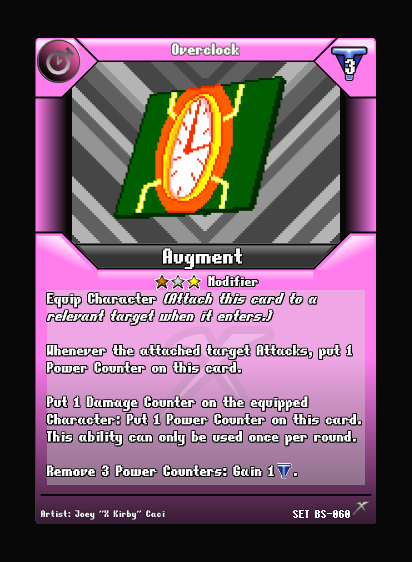 Overclock
3
Augment
Modifier
Equip Character (Attach this card to a
relevant target when it enters.)
Whenever the attached target Attacks, put 1
Power Counter on this card.
Put 1 Damage Counter on the equipped
Character: Put 1 Power Counter on this card.
This ability can only be used once per round.
Remove 3 Power Counters: Gain 1 .
Artist: Joey "X Kirby" Caci
SET BS-060